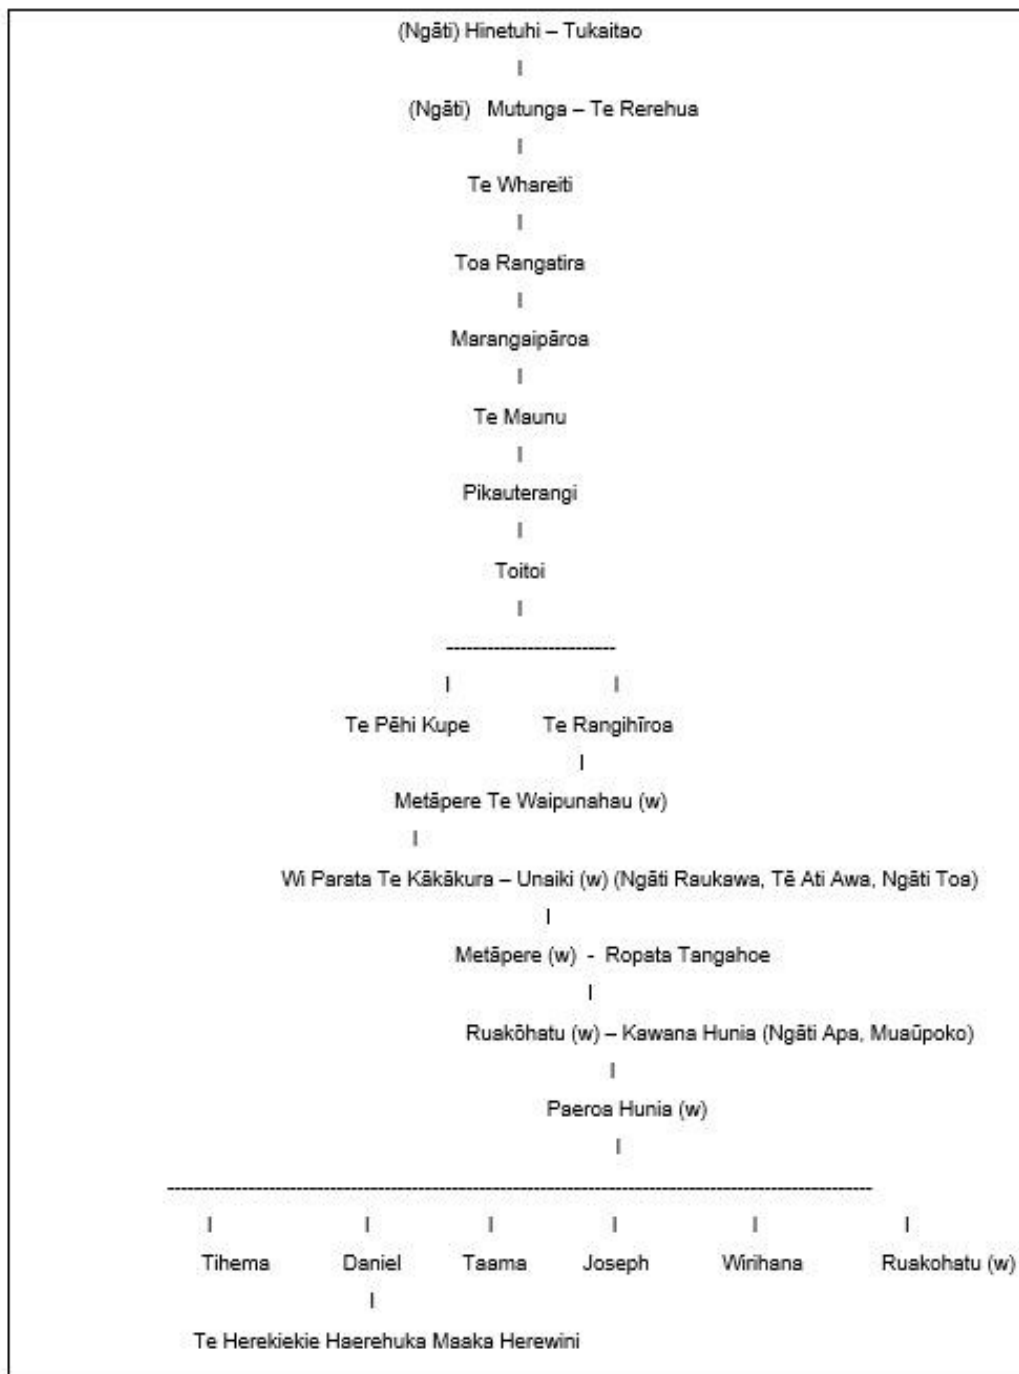 (Ngāti) Hinetuhi – Tukaitao
(Ngāti) Mutunga – Te Rerehua
Te Whareiti
Toa Rangatira
Marangaipāroa
Te Maunu
Pikauterangi
Toitoi
Te Pēhi Kupe Te Rangihīroa
Metāpere Te Waipunahau (w)
Wi Parata Te Kākākura – Unaiki (w) (Ngāti Raukawa, Tē Ati Awa, Ngāti Toa)
Metāpere (w) - Ropata Tangahoe
Ruakōhatu (w) – Kawana Hunia (Ngāti Apa, Muaūpoko)
Paeroa Hunia (w)
Tihema Daniel Taama Joseph Wirihana Ruakohatu (w)
Te Herekiekie Haerehuka Maaka Herewini